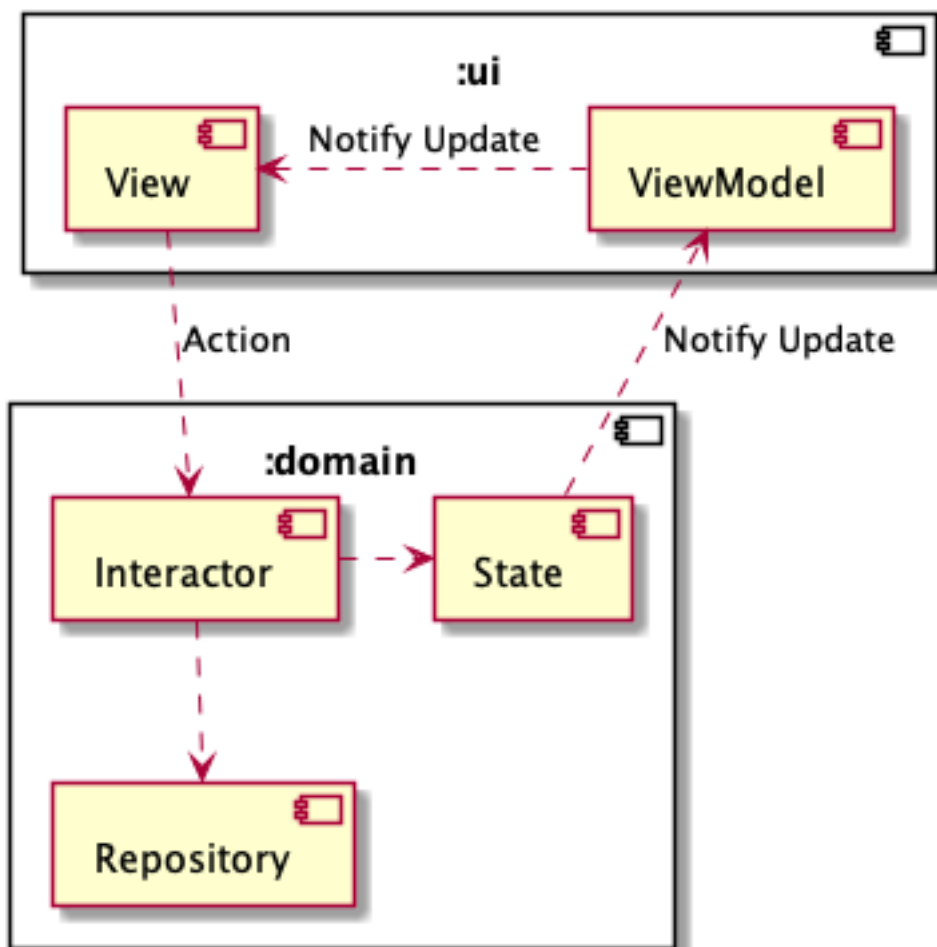 :ui
View
Notify Update
ViewModel
Action
Notify Update
:domain
Interactor
State
Repository